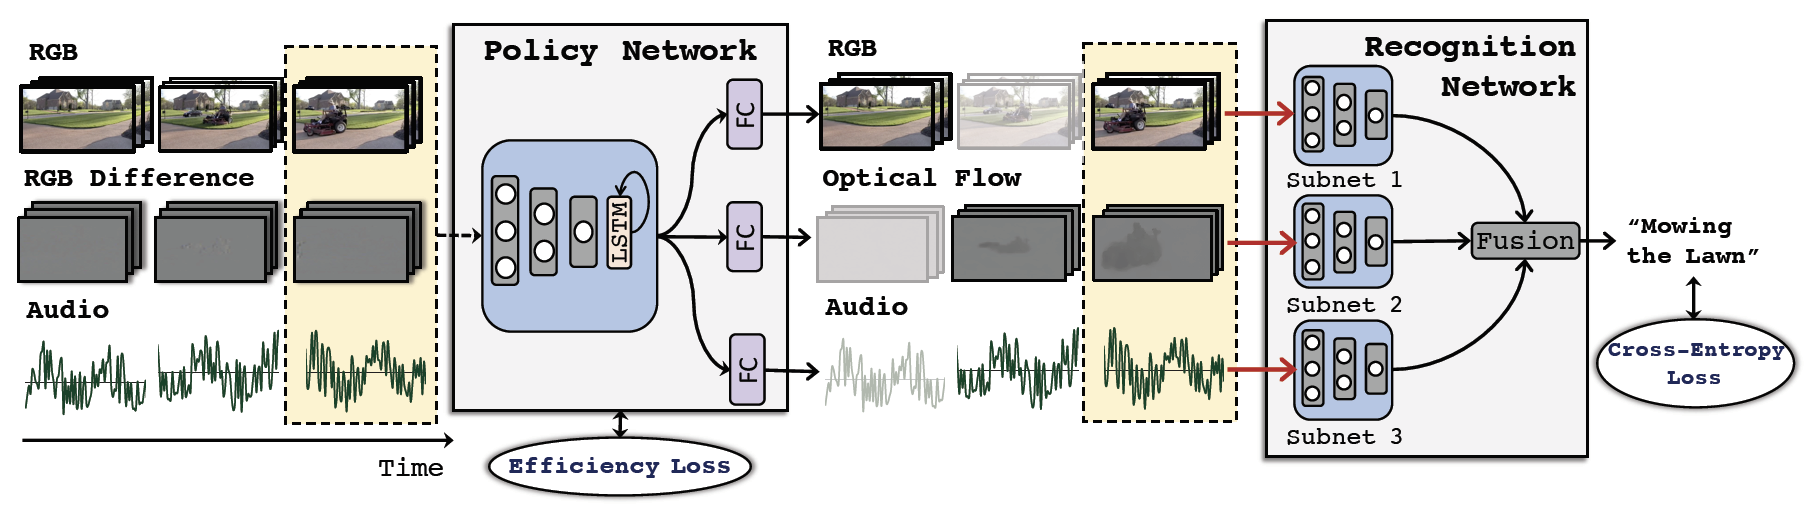 RGB
RGB Difference
Audio
Time
Policy Network
LSTM
FC
FC
FC
Efficiency Loss
RGB
Optical Flow
Audio
Recognition
Network
Subnet 1
Subnet 2
Subnet 3
Fusion
“Mowing
the Lawn”
Cross-Entropy
Loss